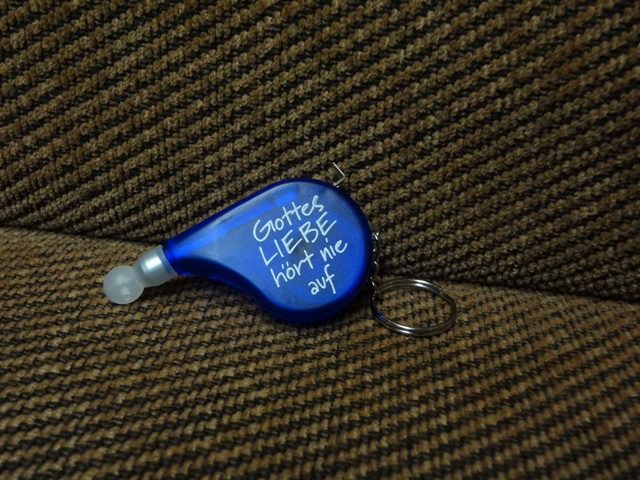 Gottes
LIEBE
hört nie
auf